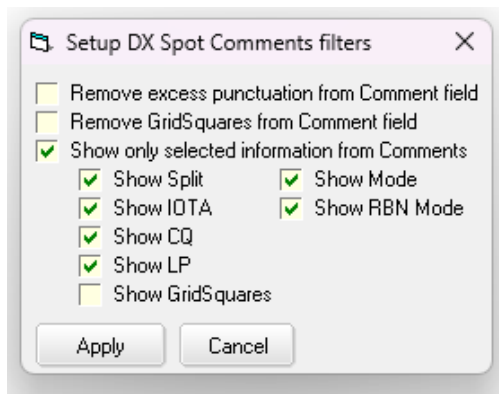 Setup DX Spot Comments filters
Remove excess punctuation from Comment field
Remove GridSquares from Comment field
Show only selected information from Comments
Show Split Show Mode
Show IOTA Show RBN Mode
Show CQ
Show LP
Show GridSquares
Apply Cancel